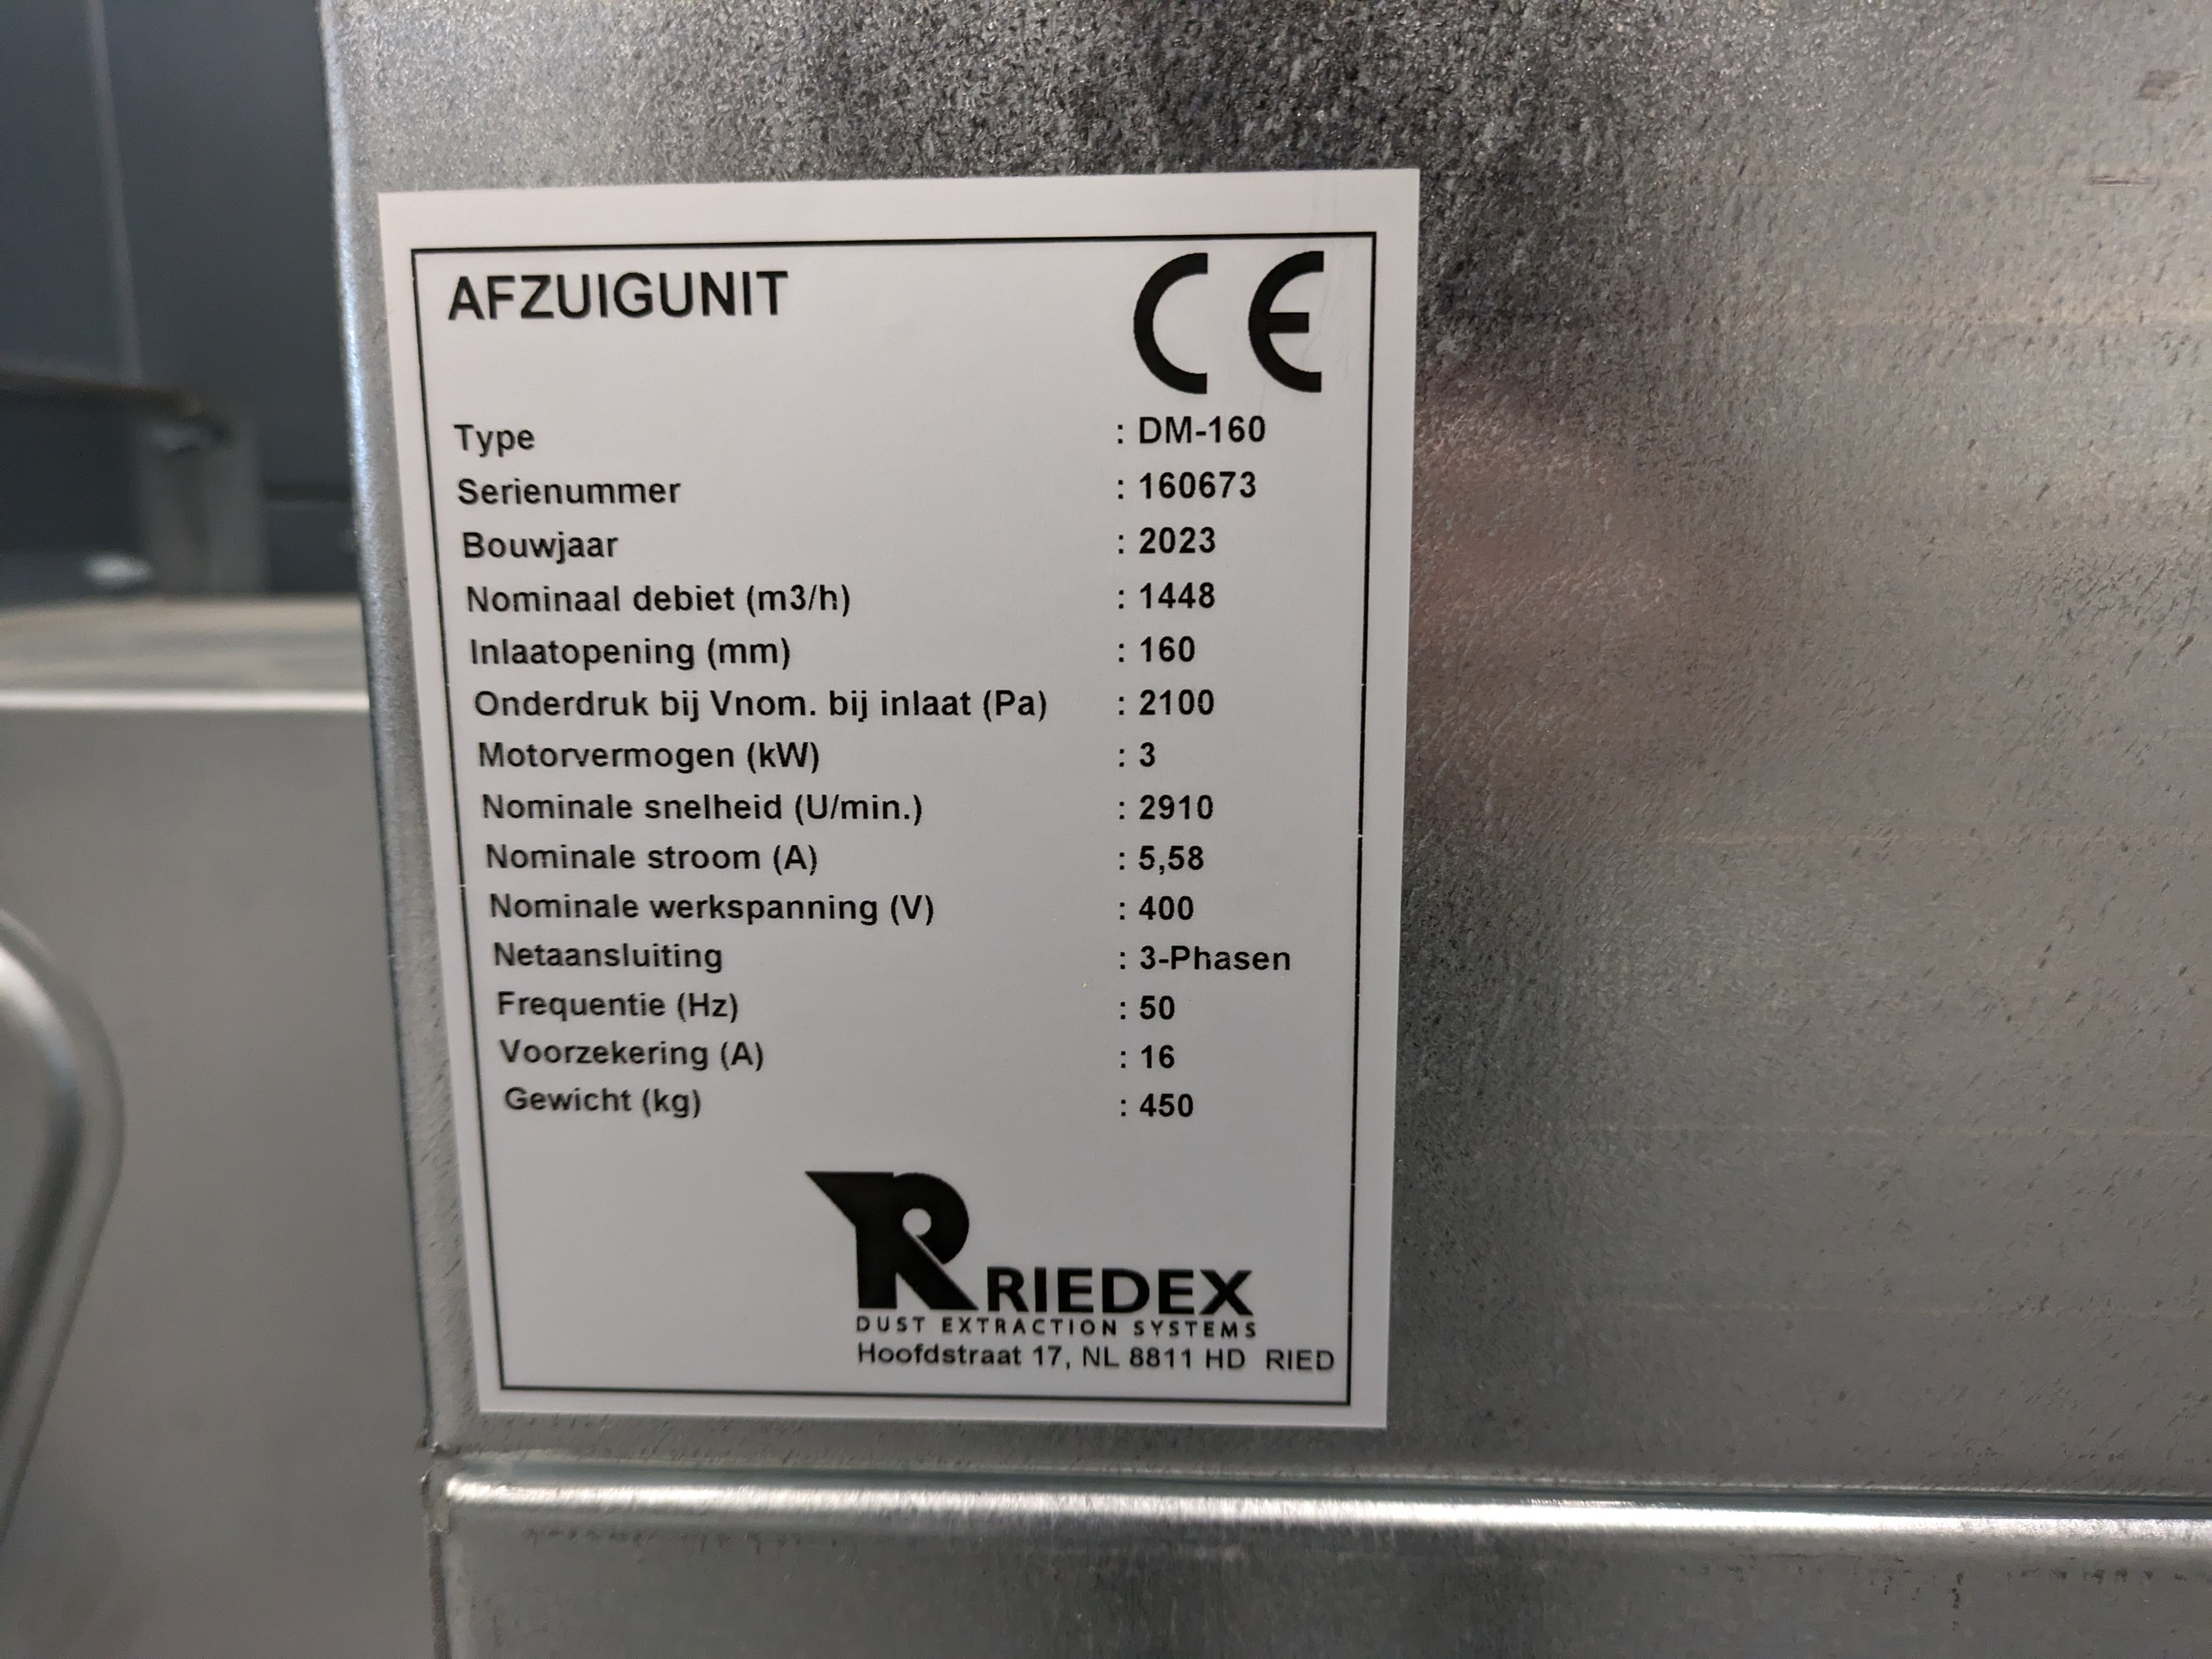 AFZUIGUNIT
CE
Type : DM-160
Serienummer : 160673
Bouwjaar : 2023
Nominaal debiet (m3/h) : 1448
Inlaatopening (mm) : 160
Onderdruk bij Vnom. bij inlaat (Pa) : 2100
Motorvermogen (kW) : 3
Nominale snelheid (U/min.) : 2910
Nominale stroom (A) : 5,58
Nominale werkspanning (V) : 400
Netaansluiting : 3-Phasen
Frequentie (Hz) : 50
Voorzekering (A) : 16
Gewicht (kg) : 450
RIEDEX
DUST EXTRACTION SYSTEMS
Hoofdstraat 17, NL 8811 HD RIED